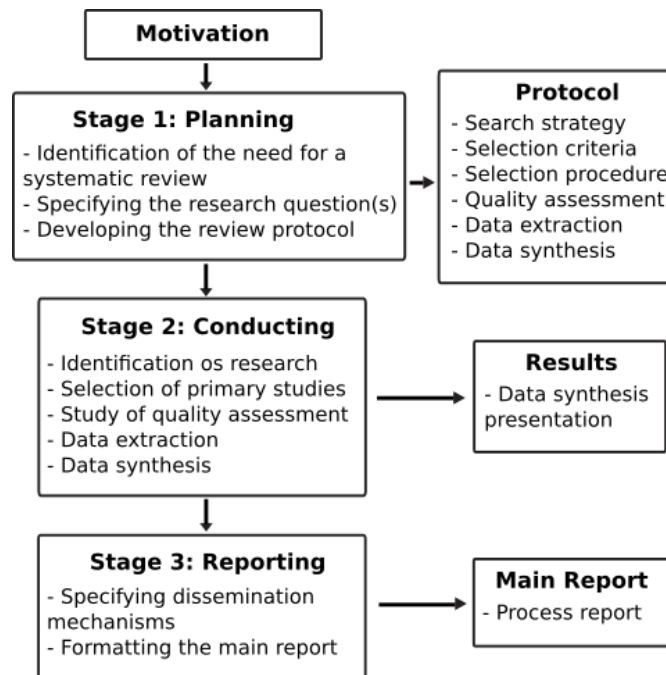 Motivation
Stage 1: Planning
- Identification of the need for a
systematic review
- Specifying the research question(s)
- Developing the review protocol
Protocol
- Search strategy
- Selection criteria
- Selection procedure
- Quality assessment
- Data extraction
- Data synthesis
Stage 2: Conducting
- Identification os research
- Selection of primary studies
- Study of quality assessment
- Data extraction
- Data synthesis
Results
- Data synthesis
presentation
Stage 3: Reporting
- Specifying dissemination
mechanisms
- Formatting the main report
Main Report
- Process report